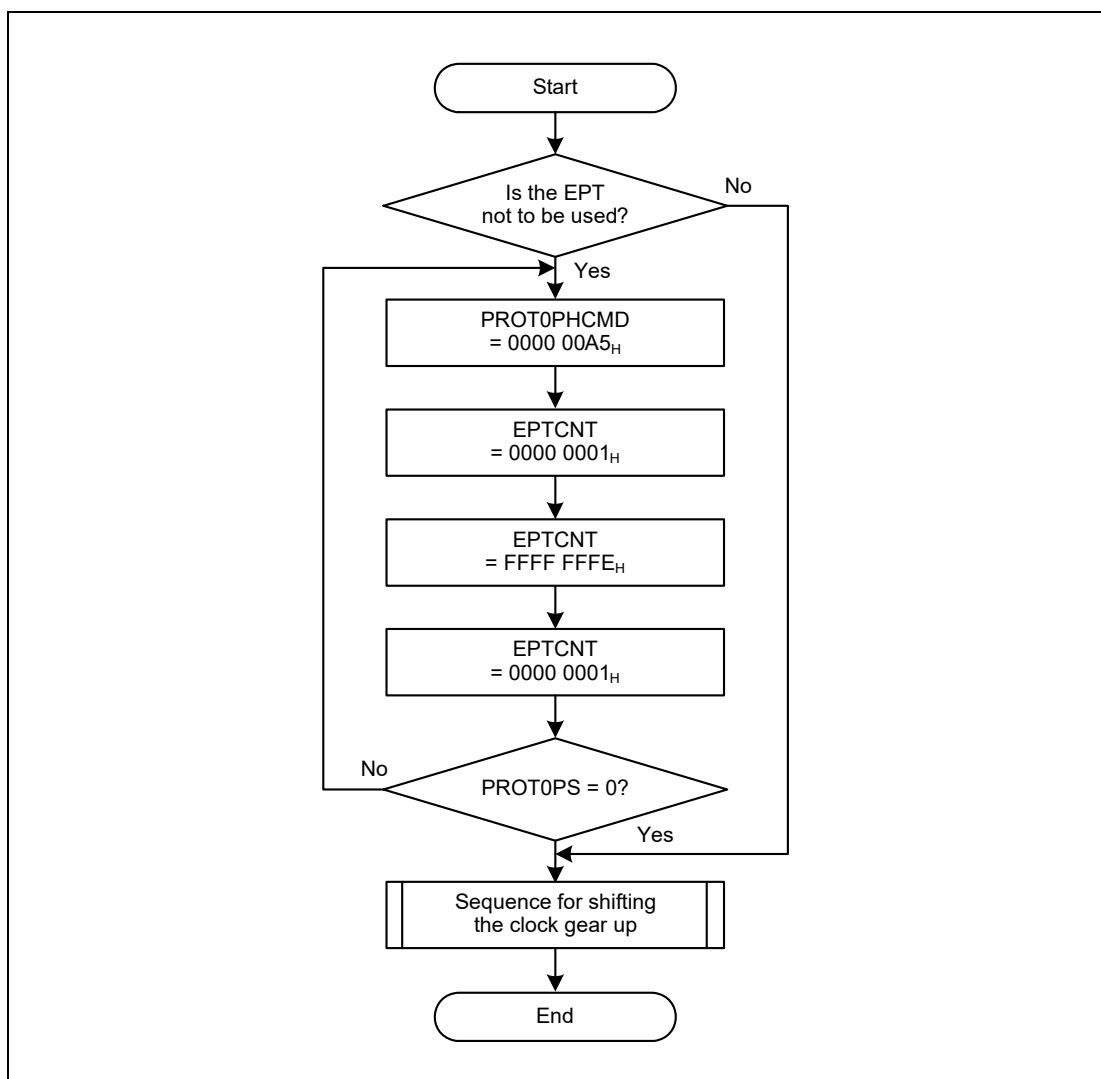 Start
Is the EPT
not to be used?
No
Yes
PROT0PHCMD
= 0000 00A5H
EPTCNT
= 0000 0001H
EPTCNT
= FFFF FFFEH
EPTCNT
= 0000 0001H
No
PROT0PS = 0?
Yes
Sequence for shifting
the clock gear up
End